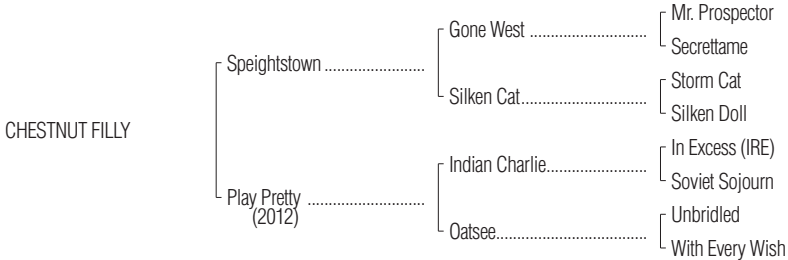 Mr. Prospector
Gone West ............................
Secrettame
Speightstown ........................
Storm Cat
Silken Cat..............................
Silken Doll
CHESTNUT FILLY
In Excess (IRE)
Indian Charlie........................
Soviet Sojourn
Play Pretty ............................
(2012)
Unbridled
Oatsee....................................
With Every Wish